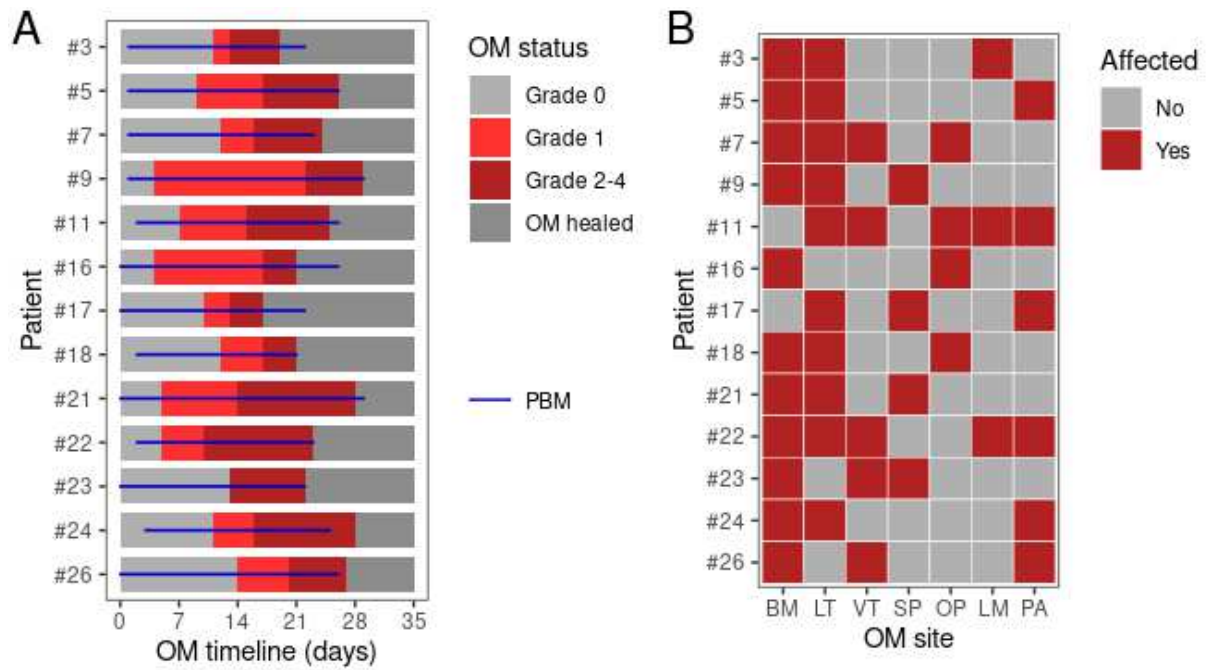 A
Patient
#3
#5
#7
#9
#11
#16
#17
#18
#21
#22
#23
#24
#26
0 7 14 21 28 35
OM timeline (days)
OM status
Grade 0
Grade 1
Grade 2-4
OM healed
PBM
B
Patient
#3
#5
#7
#9
#11
#16
#17
#18
#21
#22
#23
#24
#26
BM LT VT SP OP LM PA
OM site
Affected
No
Yes